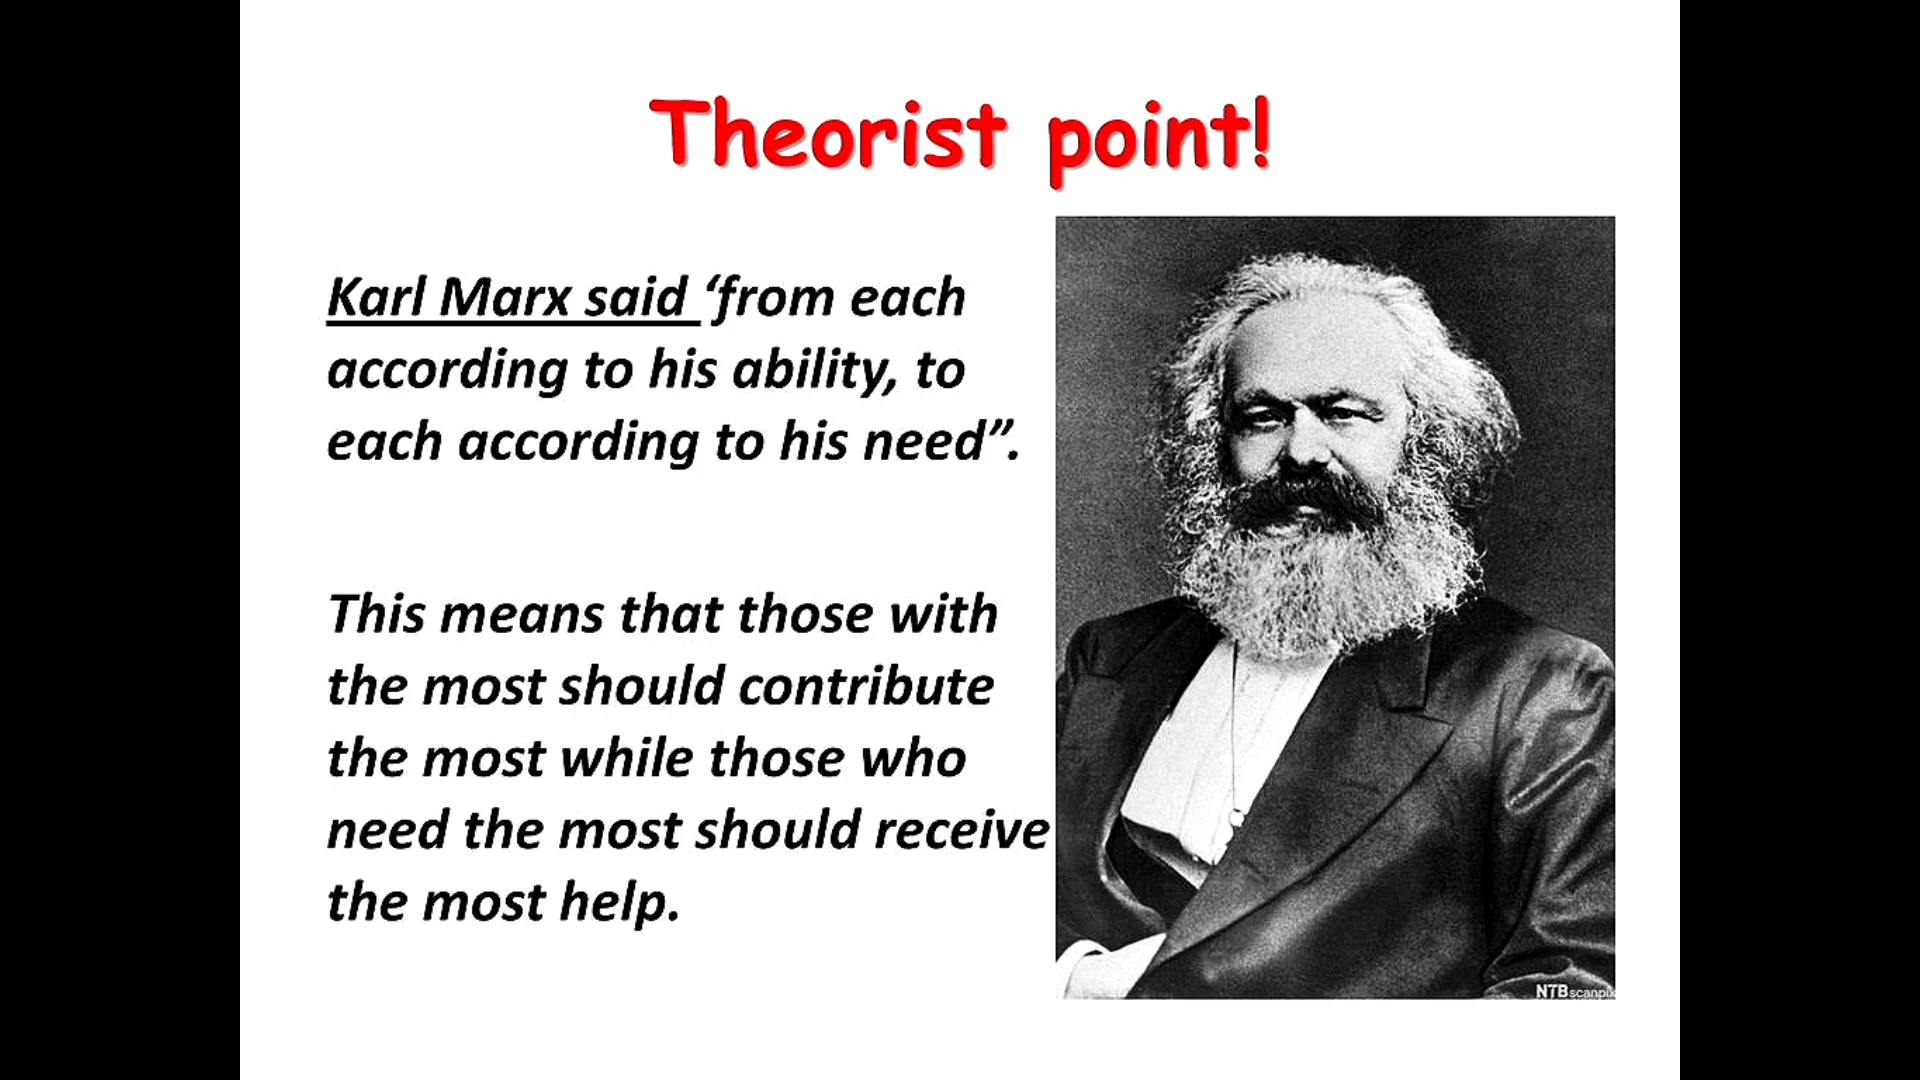 Theorist point!
Karl Marx said ‘from each
according to his ability, to
each according to his need”.
This means that those with
the most should contribute
the most while those who
need the most should receive
the most help.
NTB scanpix